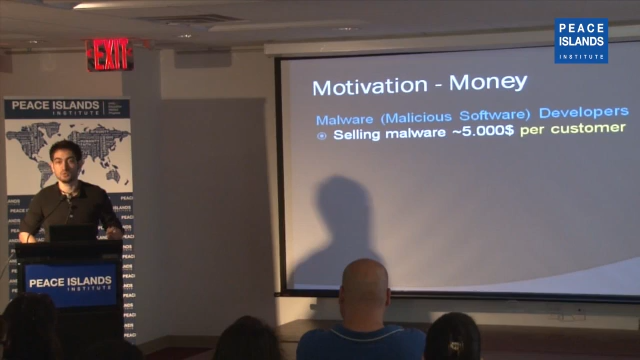 PEACE
ISLANDS
INSTITUTE
EXIT
Motivation - Money
Malware (Malicious Software) Developers
Selling malware ~5.000$ per customer
PEACE ISLANDS
INSTITUTE
PEACE ISLANDS
INSTITUTE